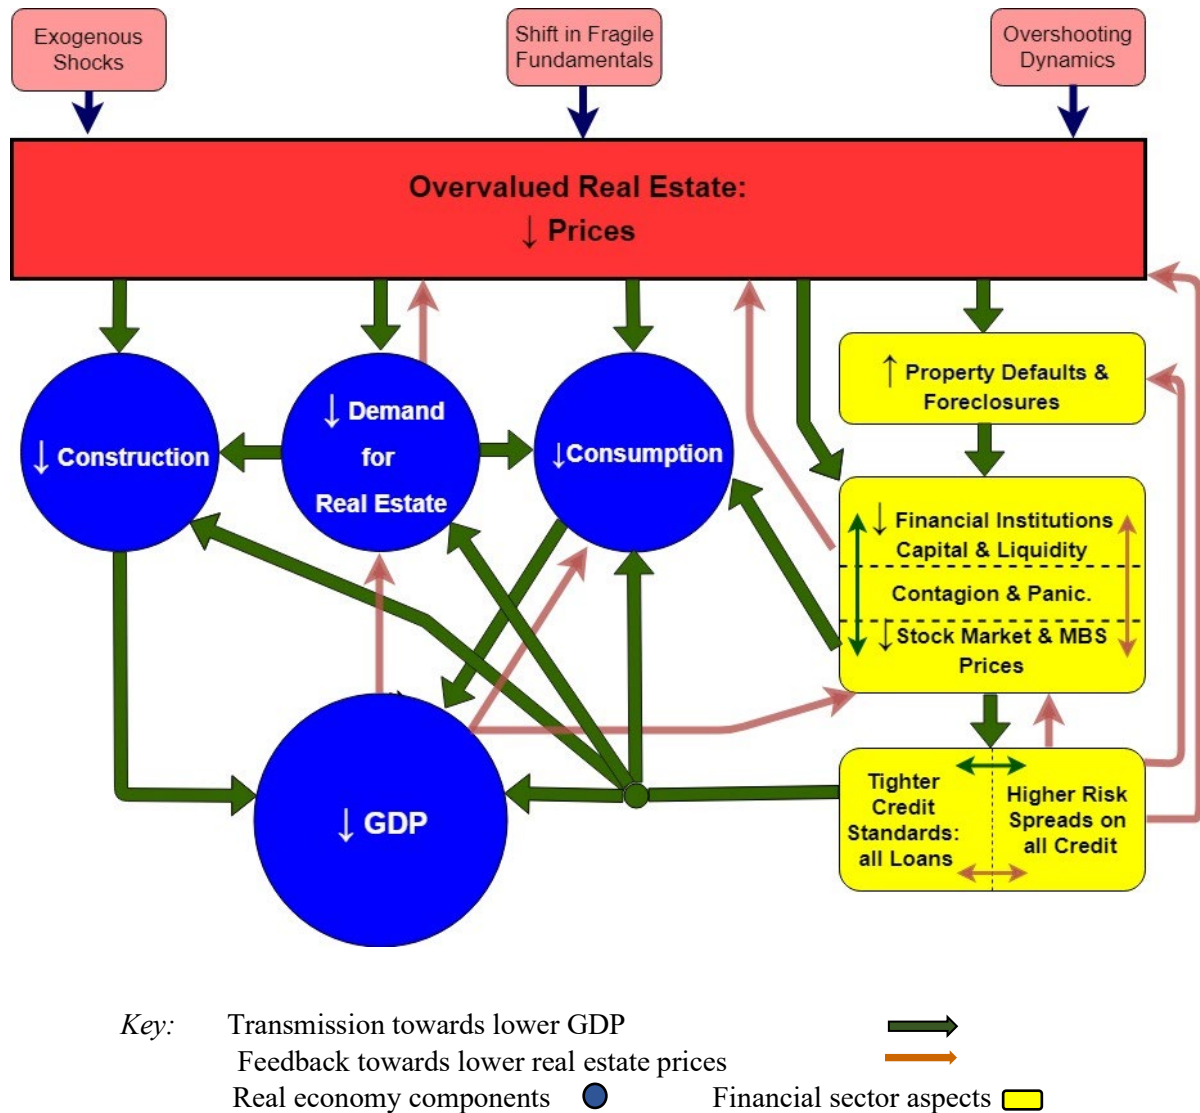 Exogenous
Shocks
Shift in Fragile
Fundamentals
Overshooting
Dynamics
Overvalued Real Estate:
↓ Prices
↑ Property Defaults &
Foreclosures
↓ Construction
↓ Demand
for
Real Estate
↓Consumption
↓ Financial Institutions
Capital & Liquidity
Contagion & Panic.
↓ Stock Market & MBS
Prices
↓ GDP
Tighter
Credit
Standards:
all Loans
Higher Risk
Spreads on
all Credit
Key: Transmission towards lower GDP
Feedback towards lower real estate prices
Real economy components Financial sector aspects